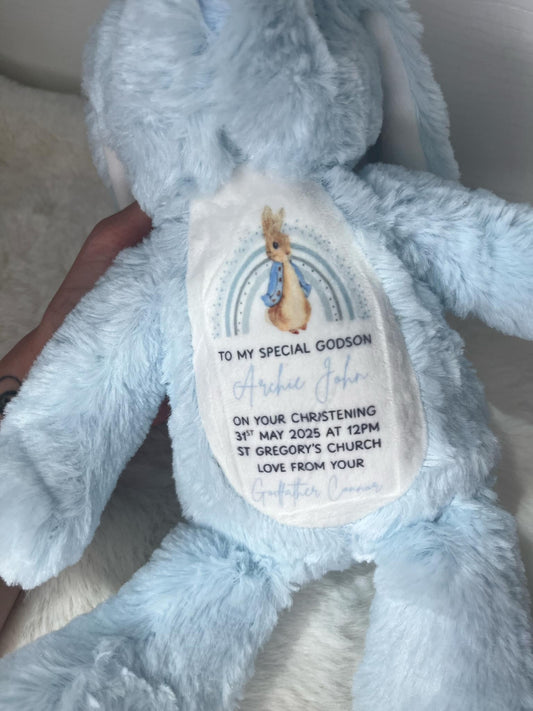 TO MY SPECIAL GODSON
Archie John
ON YOUR CHRISTENING
31ST MAY 2025 AT 12PM
ST GREGORY'S CHURCH
LOVE FROM YOUR
Godfather Connor